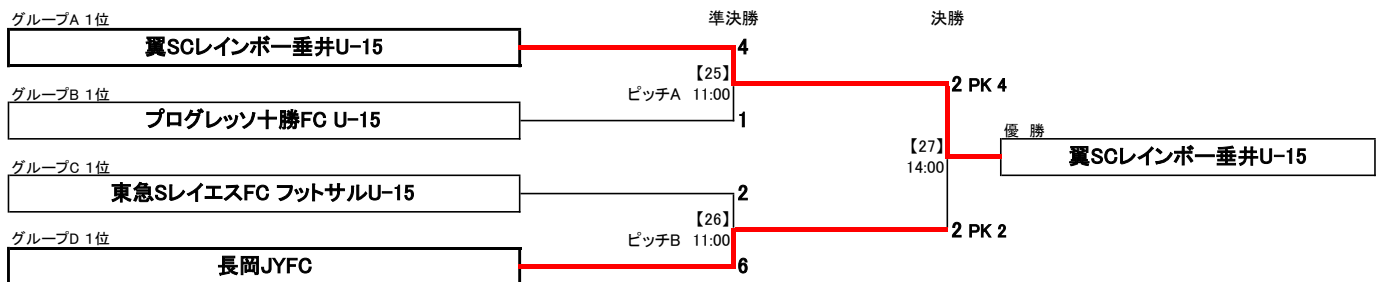 グループA 1位
準決勝
決勝
翼SCレインボー垂井U-15
4
【25】
ピッチA 11:00
2 PK 4
グループB 1位
プログレッソ十勝FC U-15
1
優 勝
【27】
14:00
翼SCレインボー垂井U-15
グループC 1位
東急SレイエスFC フットサルU-15
2
【26】
ピッチB 11:00
2 PK 2
グループD 1位
長岡JYFC
6